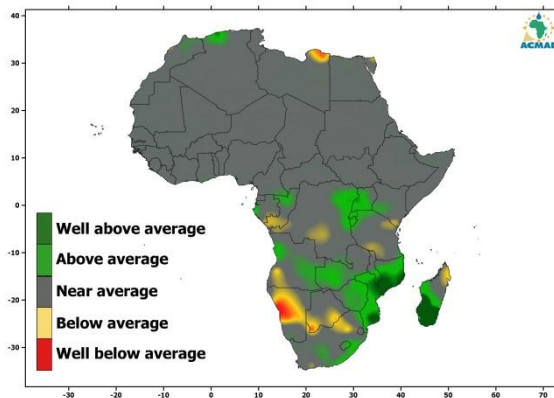 ACMAD
40
30
20
10
0
-10
-20
-30
Well above average
Above average
Near average
Below average
Well below average
-30 -20 -10 0 10 20 30 40 50 60 70